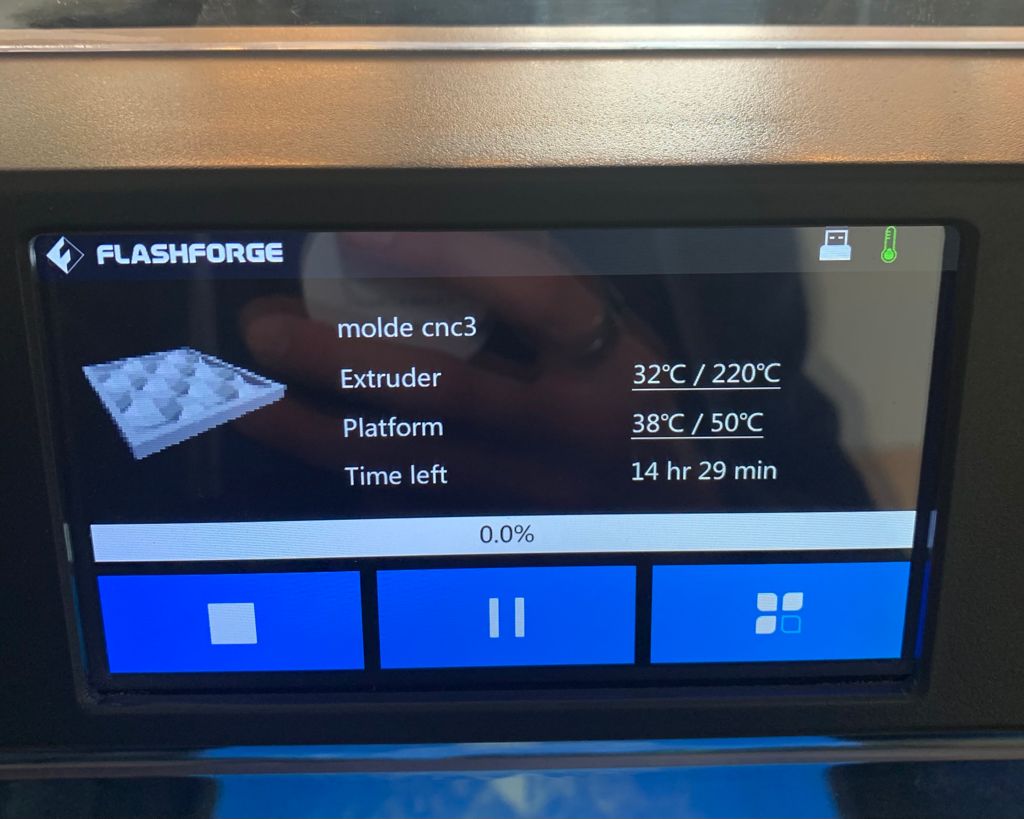 FLASHFORGE
molde cnc3
Extruder 32℃ / 220℃
Platform 38℃ / 50℃
Time left 14 hr 29 min
0.0%